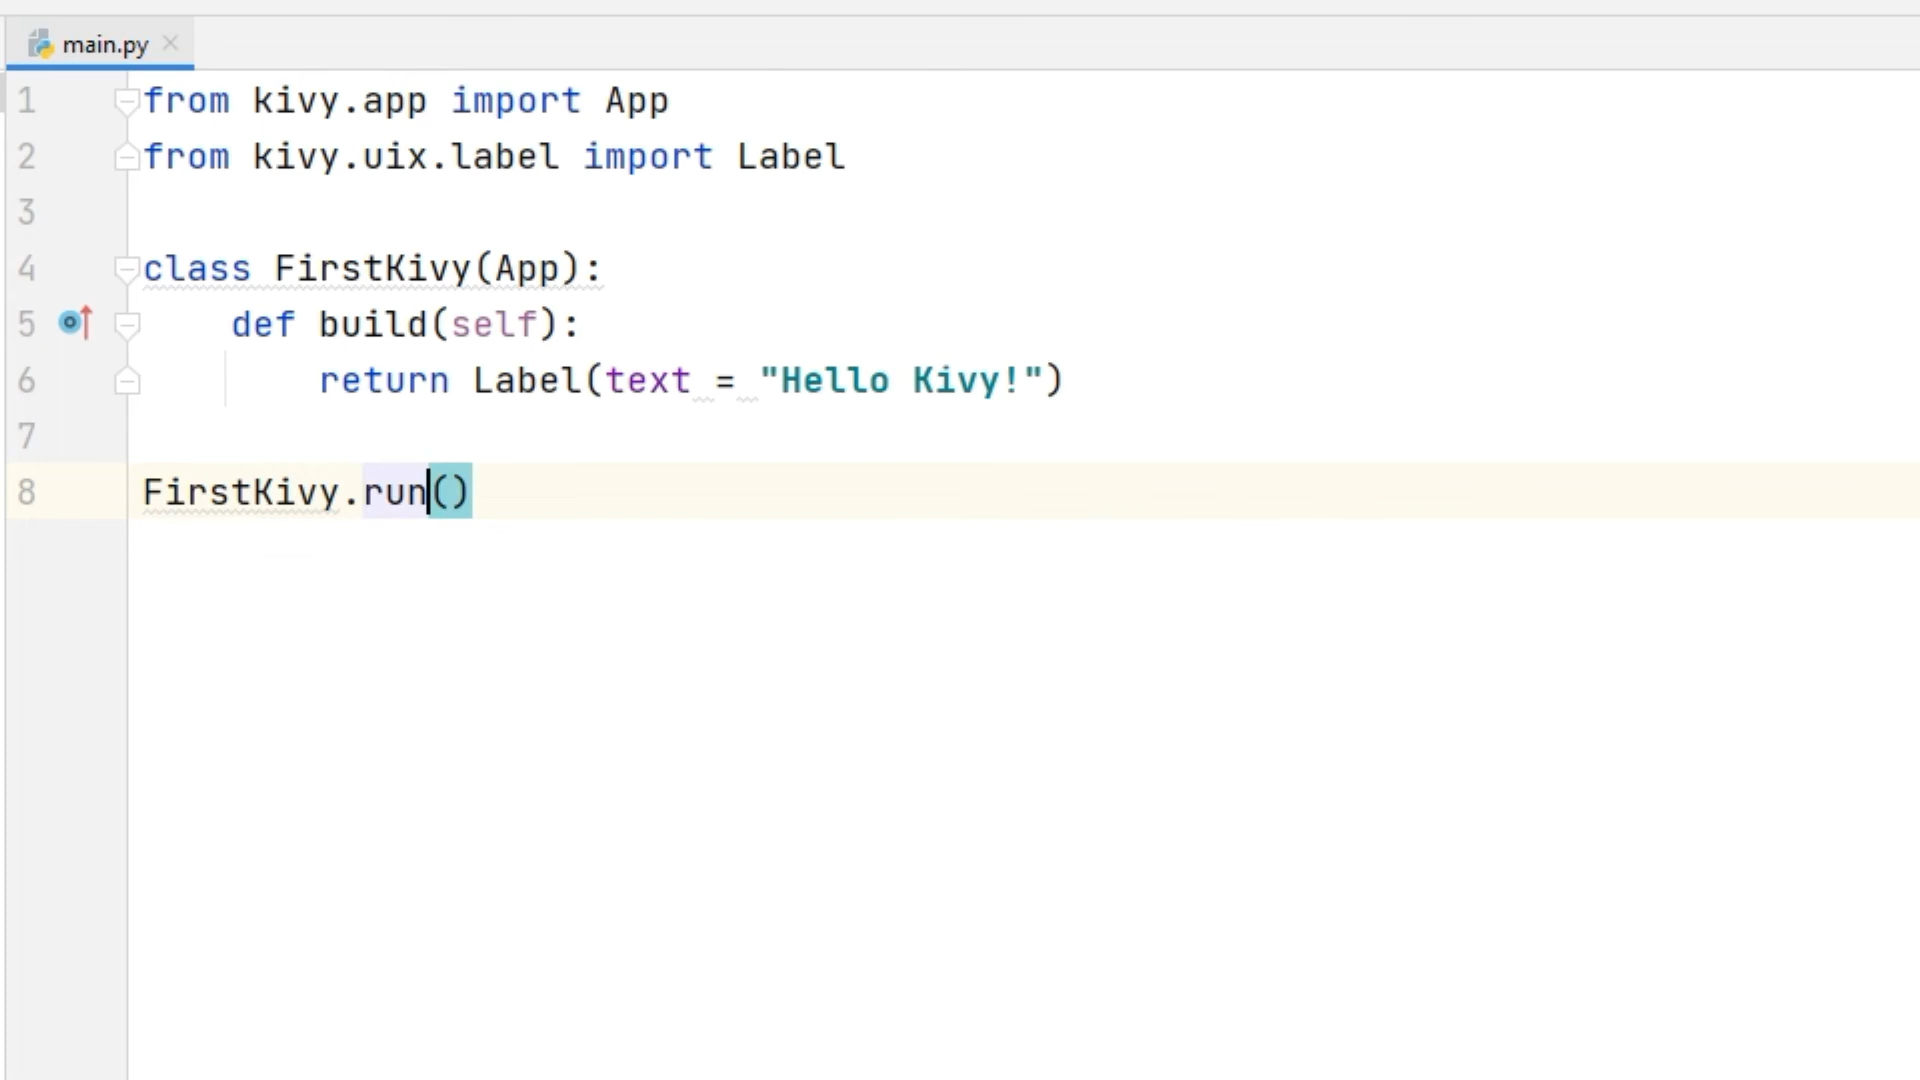 main.py
1 from kivy.app import App
2 from kivy.uix.label import Label
3
4 class FirstKivy(App):
5     def build(self):
6         return Label(text = "Hello Kivy!")
7
8 FirstKivy.run()